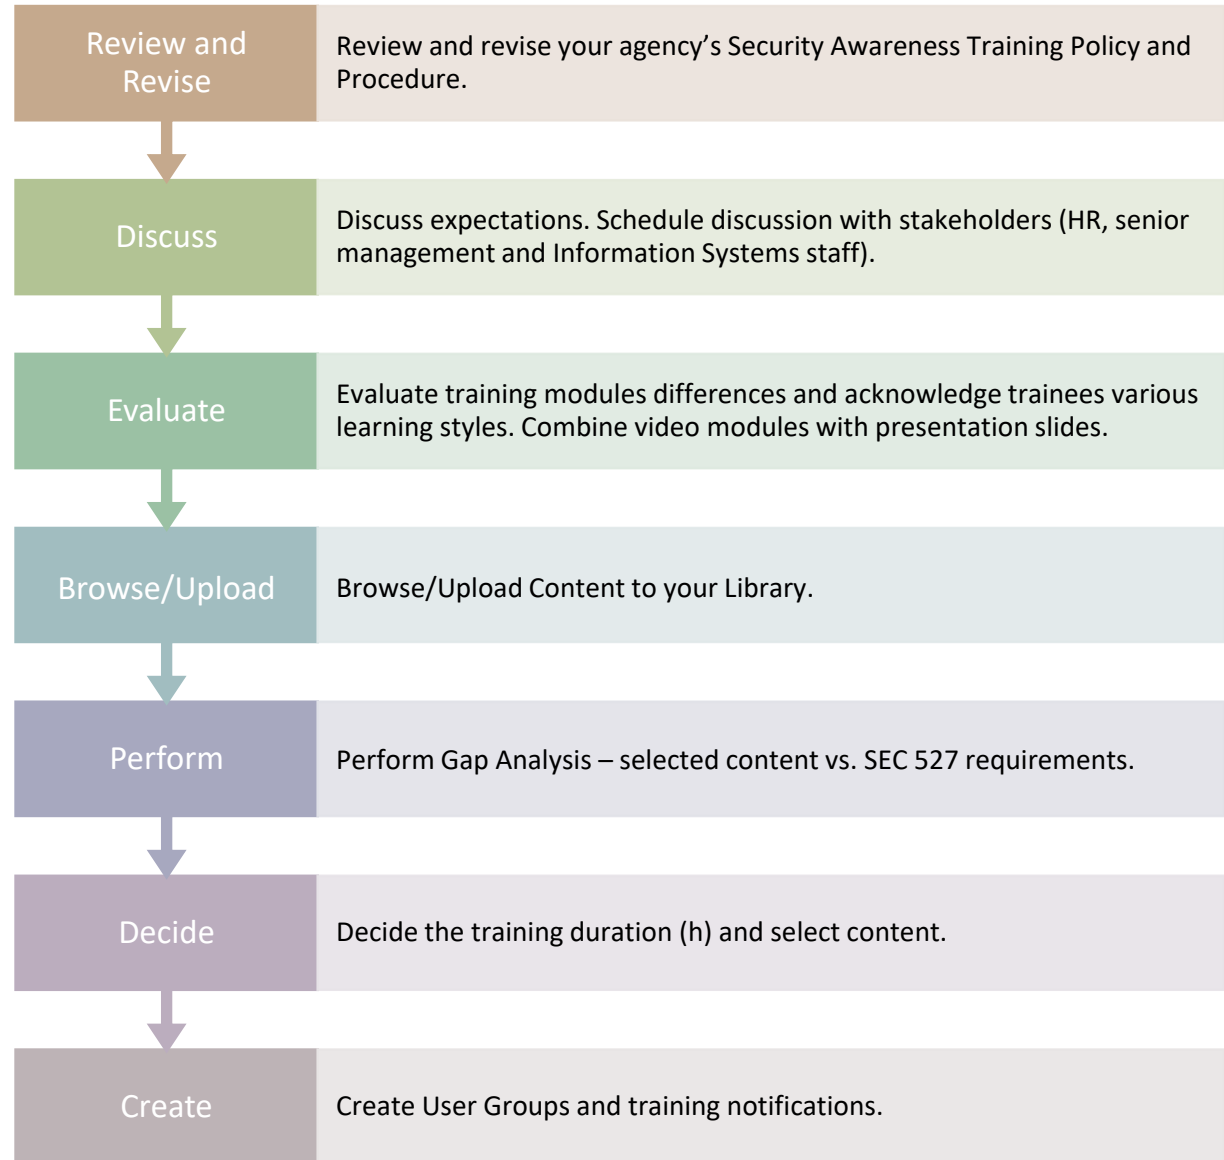 Review and
Revise
Review and revise your agency’s Security Awareness Training Policy and
Procedure.
Discuss
Discuss expectations. Schedule discussion with stakeholders (HR, senior
management and Information Systems staff).
Evaluate
Evaluate training modules differences and acknowledge trainees various
learning styles. Combine video modules with presentation slides.
Browse/Upload
Browse/Upload Content to your Library.
Perform
Perform Gap Analysis – selected content vs. SEC 527 requirements.
Decide
Decide the training duration (h) and select content.
Create
Create User Groups and training notifications.